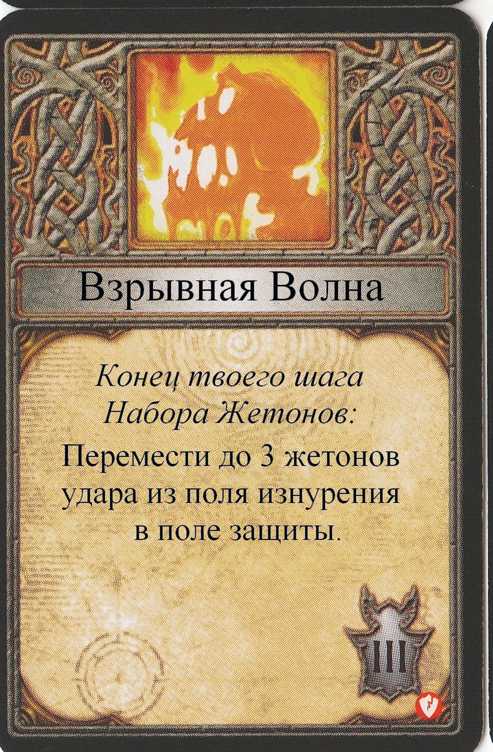 Взрывная Волна
Конец твоего шага
Набора Жетонов:
Перемести до 3 жетонов
удара из поля изнурения
в поле защиты.
III